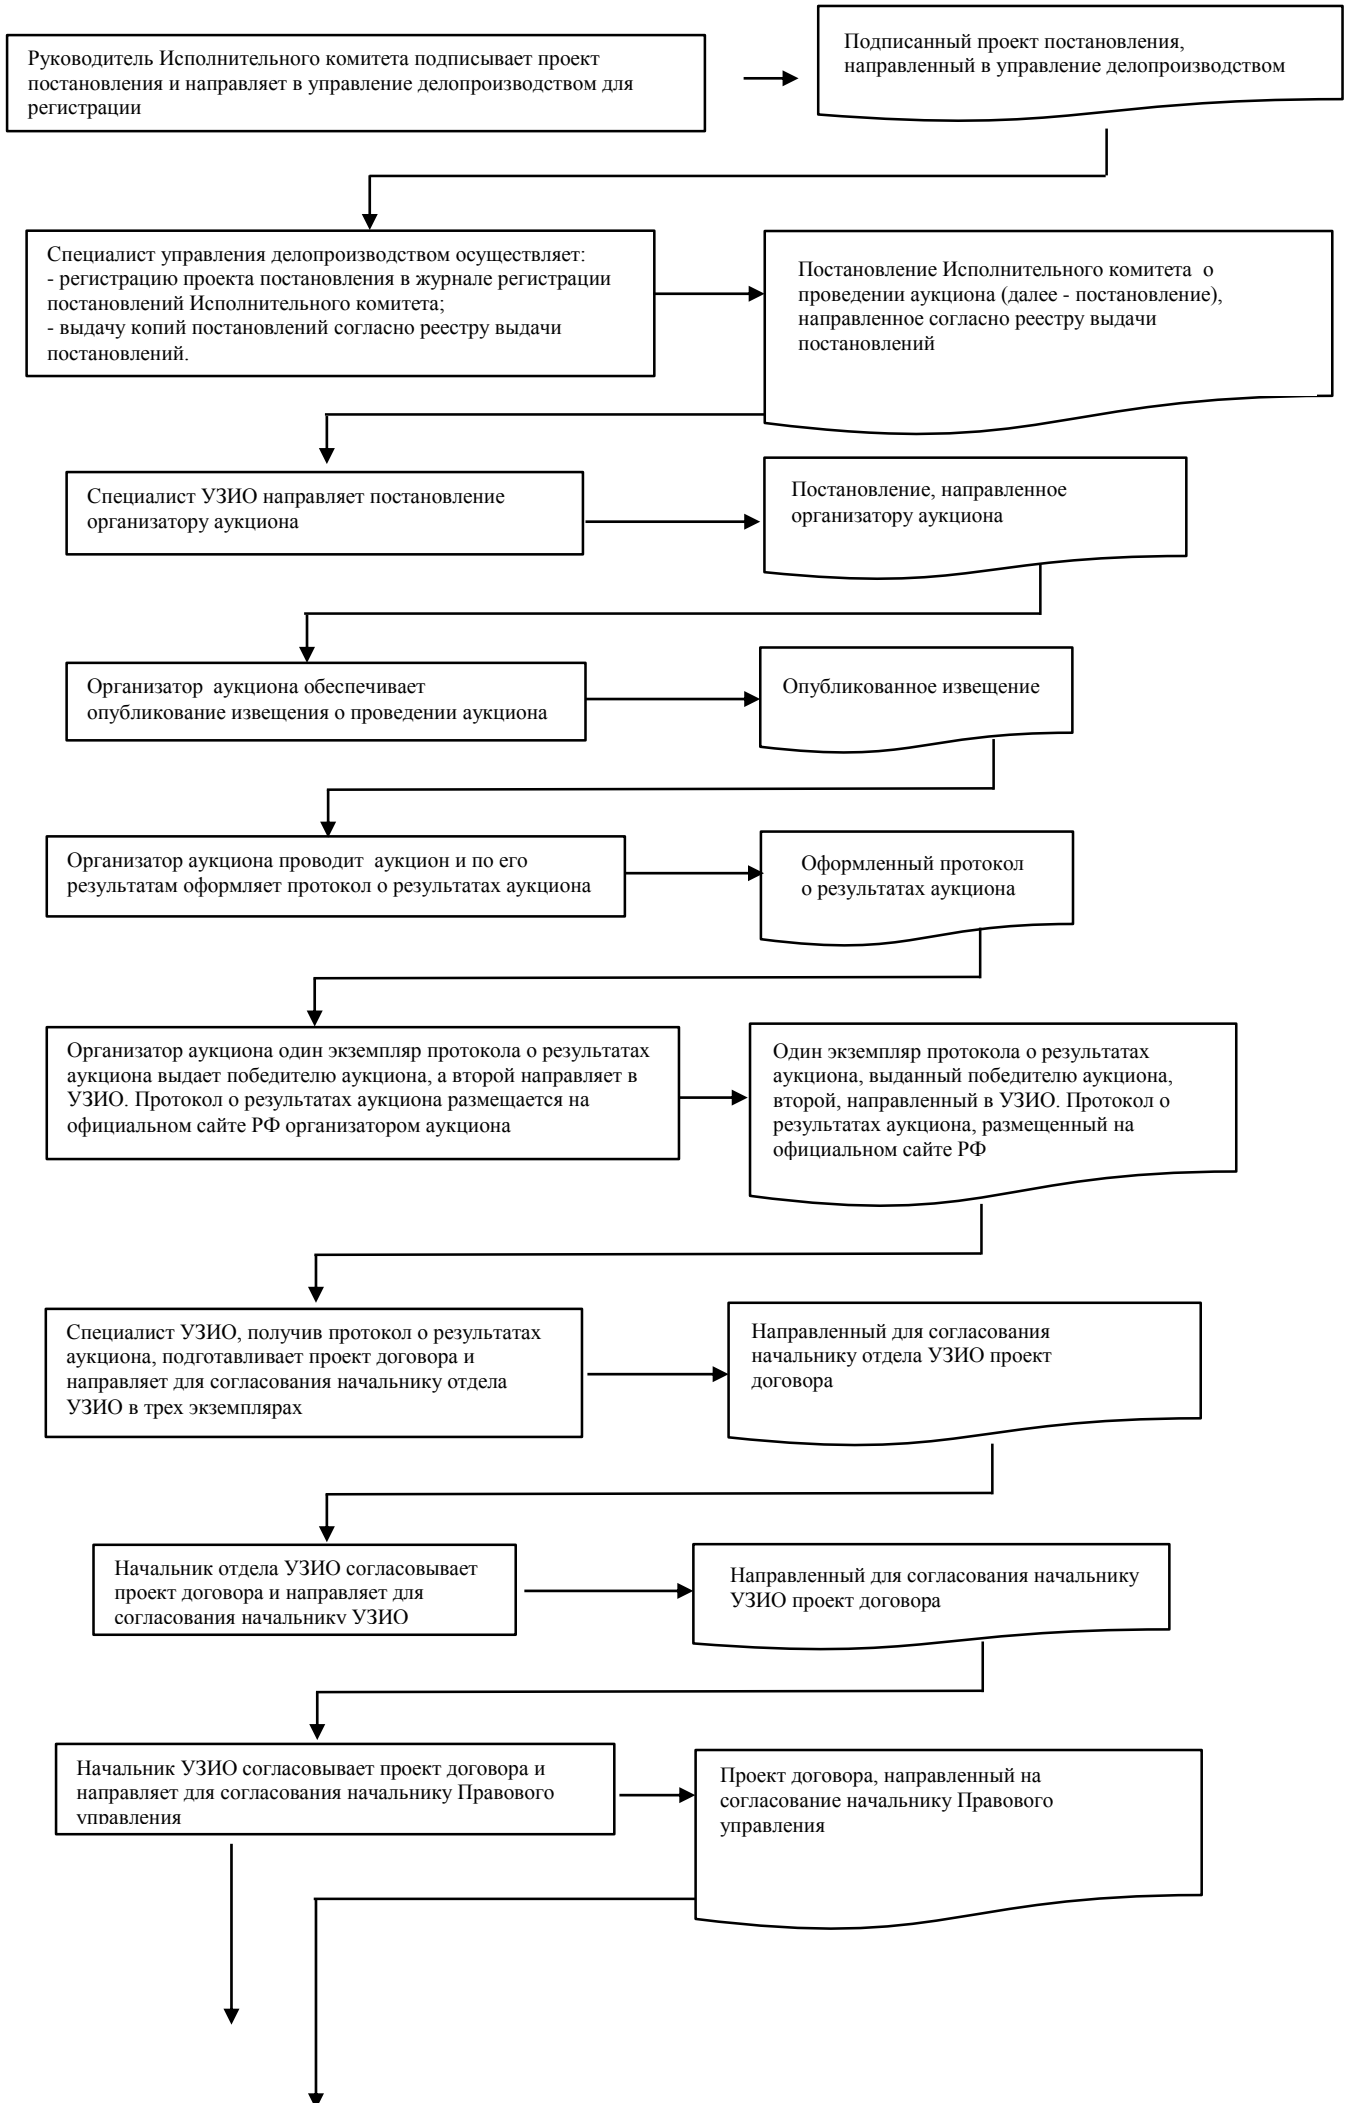 Руководитель Исполнительного комитета подписывает проект
постановления и направляет в управление делопроизводством для
регистрации
Подписанный проект постановления,
направленный в управление делопроизводством
Специалист управления делопроизводством осуществляет:
- регистрацию проекта постановления в журнале регистрации
постановлений Исполнительного комитета;
- выдачу копий постановлений согласно реестру выдачи
постановлений.
Постановление Исполнительного комитета о
проведении аукциона (далее - постановление),
направленное согласно реестру выдачи
постановлений
Специалист УЗИО направляет постановление
организатору аукциона
Постановление, направленное
организатору аукциона
Организатор аукциона обеспечивает
опубликование извещения о проведении аукциона
Опубликованное извещение
Организатор аукциона проводит аукцион и по его
результатам оформляет протокол о результатах аукциона
Оформленный протокол
о результатах аукциона
Организатор аукциона один экземпляр протокола о результатах
аукциона выдает победителю аукциона, а второй направляет в
УЗИО. Протокол о результатах аукциона размещается на
официальном сайте РФ организатором аукциона
Один экземпляр протокола о результатах
аукциона, выданный победителю аукциона,
второй, направленный в УЗИО. Протокол о
результатах аукциона, размещенный на
официальном сайте РФ
Специалист УЗИО, получив протокол о результатах
аукциона, подготавливает проект договора и
направляет для согласования начальнику отдела
УЗИО в трех экземплярах
Направленный для согласования
начальнику отдела УЗИО проект
договора
Начальник отдела УЗИО согласовывает
проект договора и направляет для
согласования начальнику УЗИО
Направленный для согласования начальнику
УЗИО проект договора
Начальник УЗИО согласовывает проект договора и
направляет для согласования начальнику Правового
управления
Проект договора, направленный на
согласование начальнику Правового
управления